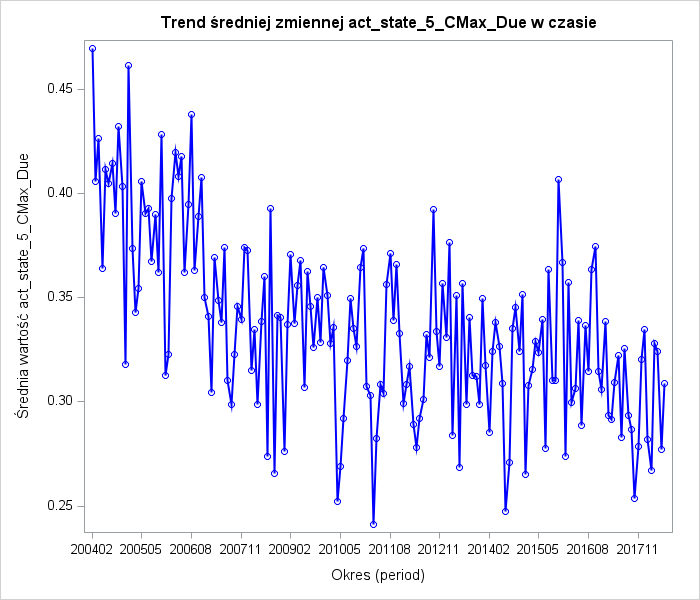 Trend średniej zmiennej act_state_5_CMax_Due w czasie
Średnia wartość act_state_5_CMax_Due
0.45
0.40
0.35
0.30
0.25
200402 200505 200608 200711 200902 201005 201108 201211 201402 201505 201608 201711
Okres (period)